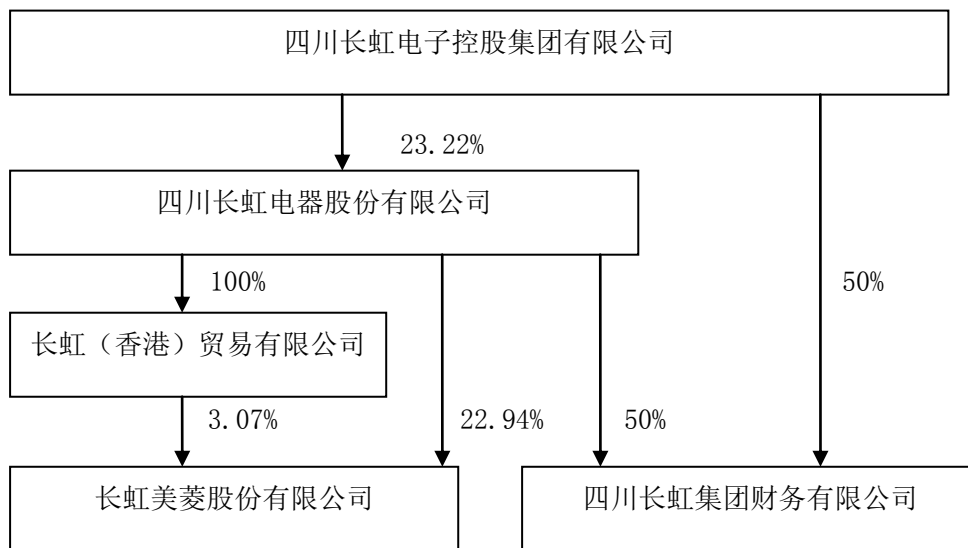 四川长虹电子控股集团有限公司
23.22%
四川长虹电器股份有限公司
100%
50%
长虹（香港）贸易有限公司
3.07%
22.94%
50%
长虹美菱股份有限公司
四川长虹集团财务有限公司